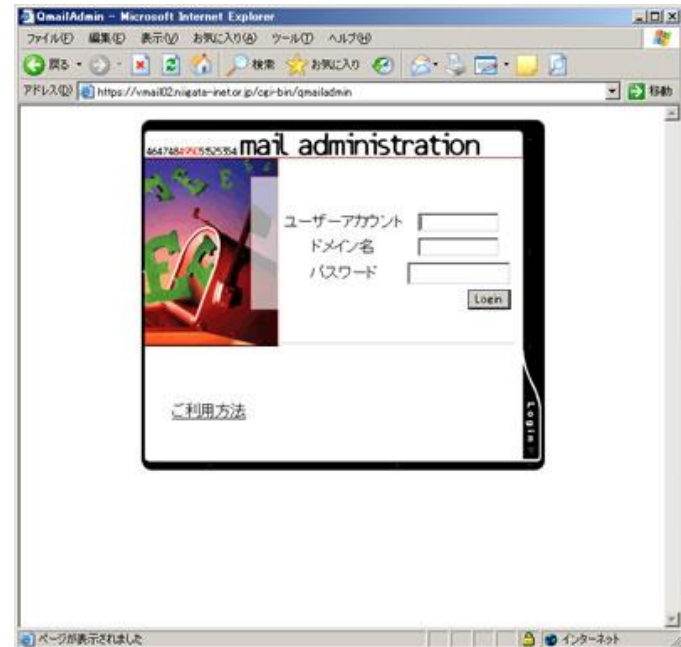 QmailAdmin - Microsoft Internet Explorer
ファイル(F) 編集(E) 表示(V) お気に入り(A) ツール(T) ヘルプ(H)
戻る 検索 お気に入り
アドレス(D) https://vmail02.niigata-inet.or.jp/cgi-bin/qmailadmin 移動
4647484950515525354 mail administration
ユーザーアカウント
ドメイン名
パスワード
Login
ご利用方法
Login
ページが表示されました インターネット